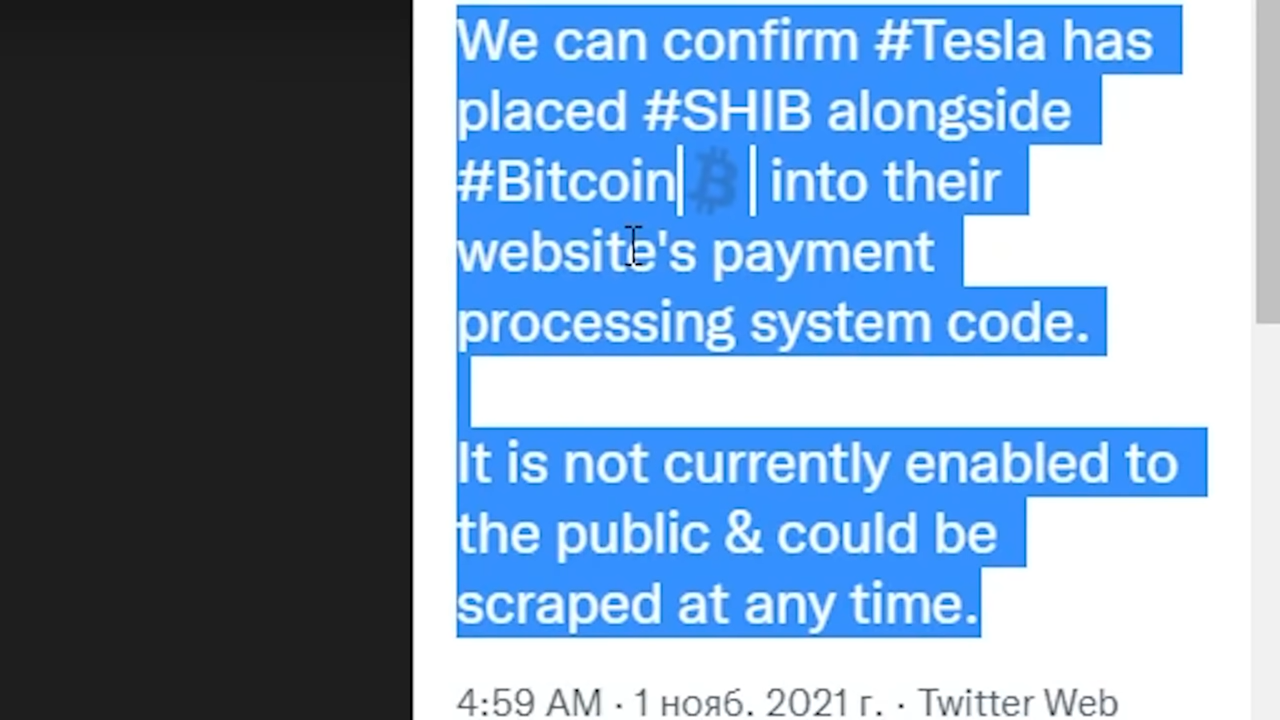 We can confirm #Tesla has
placed #SHIB alongside
#Bitcoin ₿ into their
website's payment
processing system code.
It is not currently enabled to
the public & could be
scraped at any time.
4:59 AM · 1 нояб. 2021 г. · Twitter Web